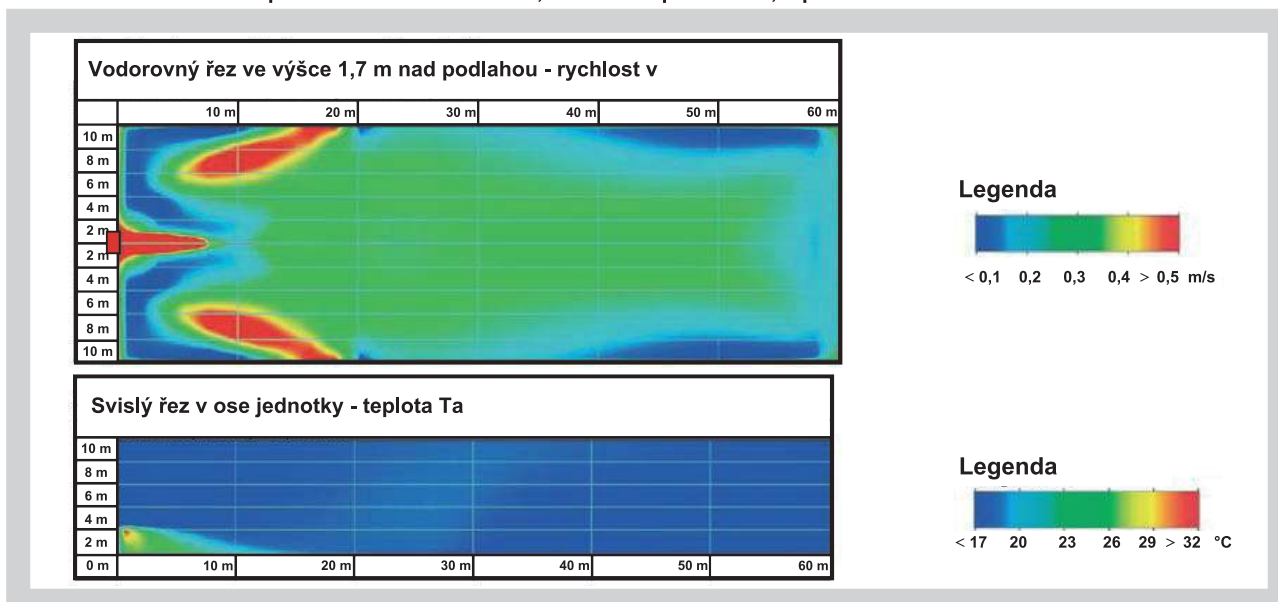 Vodorovný řez ve výšce 1,7 m nad podlahou - rychlost v
10 m 20 m 30 m 40 m 50 m 60 m
10 m
8 m
6 m
4 m
2 m
2 m
4 m
6 m
8 m
10 m
Legenda
< 0,1 0,2 0,3 0,4 > 0,5 m/s
Svislý řez v ose jednotky - teplota Ta
10 m
8 m
6 m
4 m
2 m
0 m 10 m 20 m 30 m 40 m 50 m 60 m
Legenda
< 17 20 23 26 29 > 32 °C